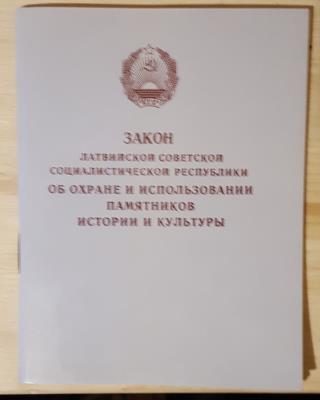 ЗАКОН
ЛАТВИЙСКОЙ СОВЕТСКОЙ
СОЦИАЛИСТИЧЕСКОЙ РЕСПУБЛИКИ
ОБ ОХРАНЕ И ИСПОЛЬЗОВАНИИ
ПАМЯТНИКОВ
ИСТОРИИ И КУЛЬТУРЫ